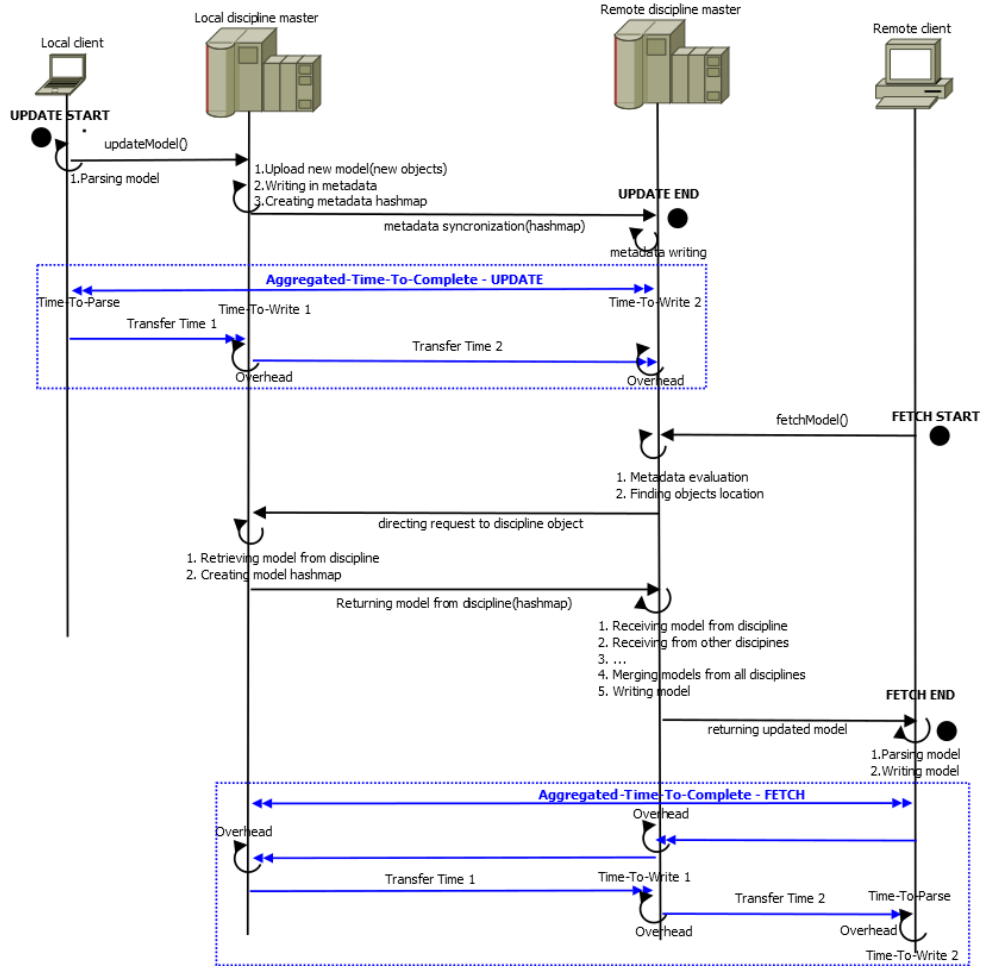 Remote discipline master
Local discipline master
Remote client
Local client
UPDATE START
updateModel()
1.Parsing model
1.Upload new model(new objects)
2.Writing in metadata
3.Creating metadata hashmap
UPDATE END
metadata syncronization(hashmap)
metadata writing
Aggregated-Time-To-Complete - UPDATE
Time-To-Parse
Time-To-Write 1
Time-To-Write 2
Transfer Time 1
Transfer Time 2
Overhead
Overhead
FETCH START
fetchModel()
1. Metadata evaluation
2. Finding objects location
directing request to discipline object
1. Retrieving model from discipline
2. Creating model hashmap
Returning model from discipline(hashmap)
1. Receiving model from discipline
2. Receiving from other discipines
3. ...
4. Merging models from all disciplines
5. Writing model
FETCH END
returning updated model
1.Parsing model
2.Writing model
Aggregated-Time-To-Complete - FETCH
Overhead
Overhead
Transfer Time 1
Time-To-Write 1
Transfer Time 2
Time-To-Parse
Overhead
Overhead
Time-To-Write 2